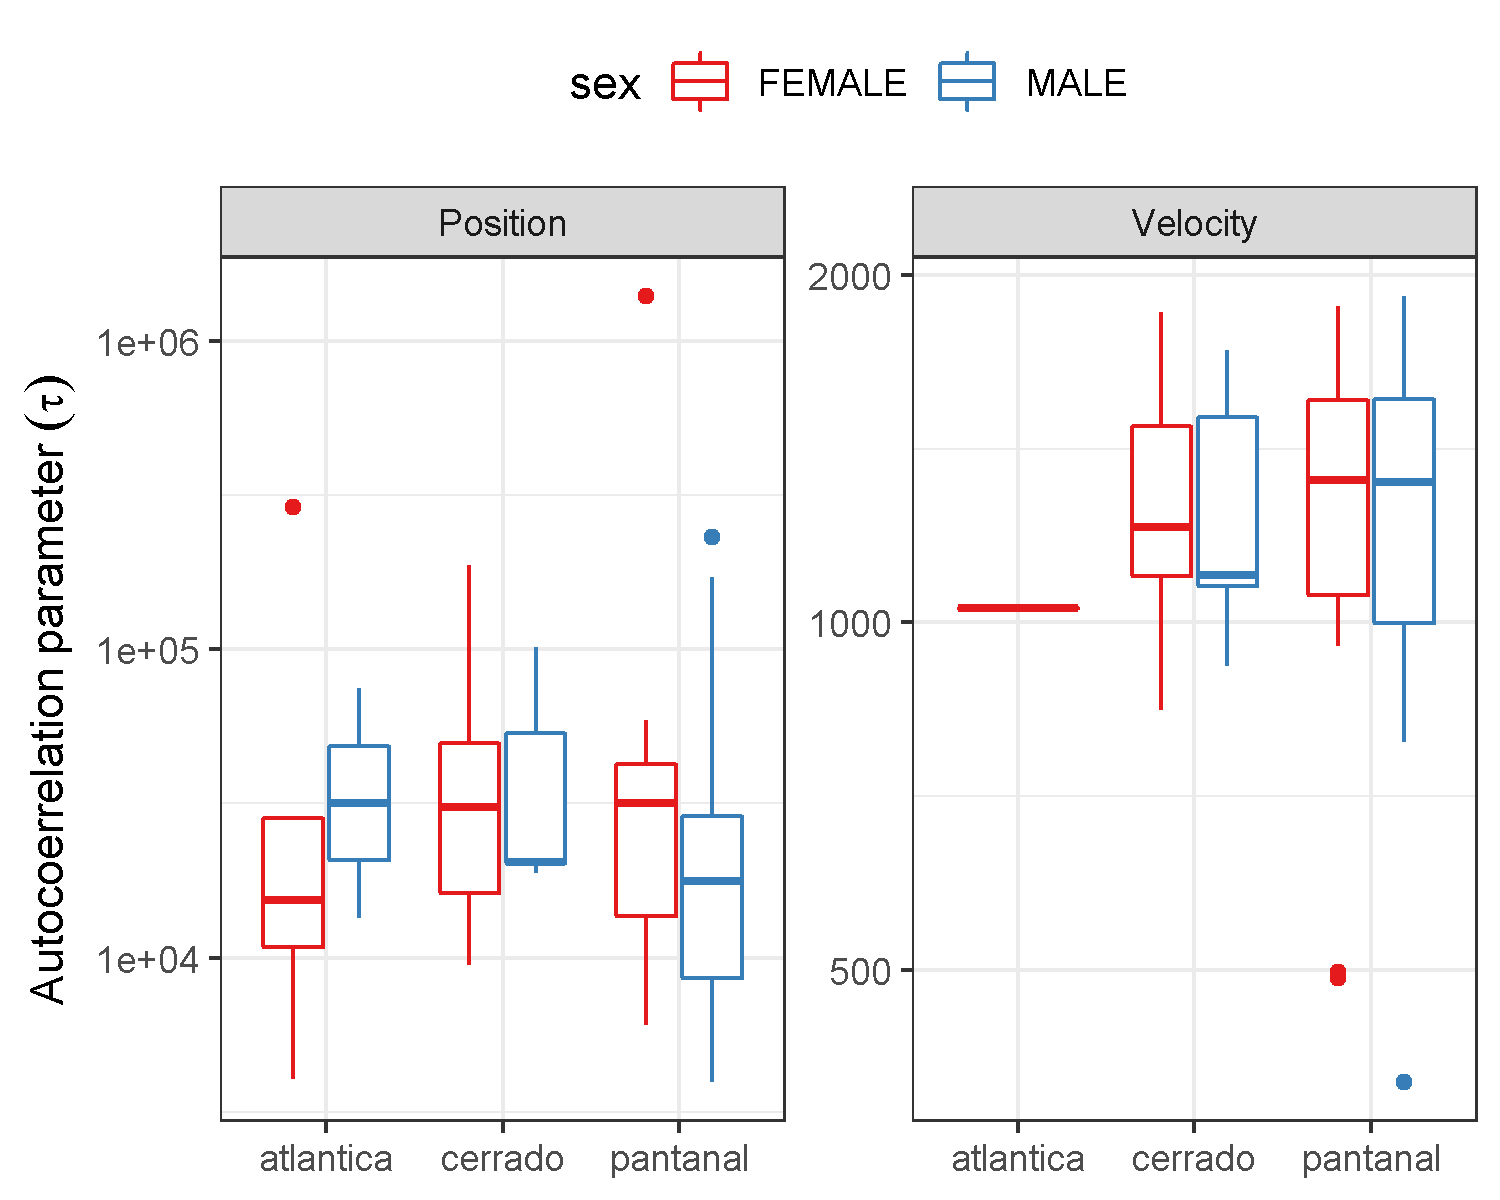 sex FEMALE MALE
Position
Velocity
Autocoerrelation parameter (τ)
1e+06
1e+05
1e+04
2000
1000
500
atlantica cerrado pantanal
atlantica cerrado pantanal